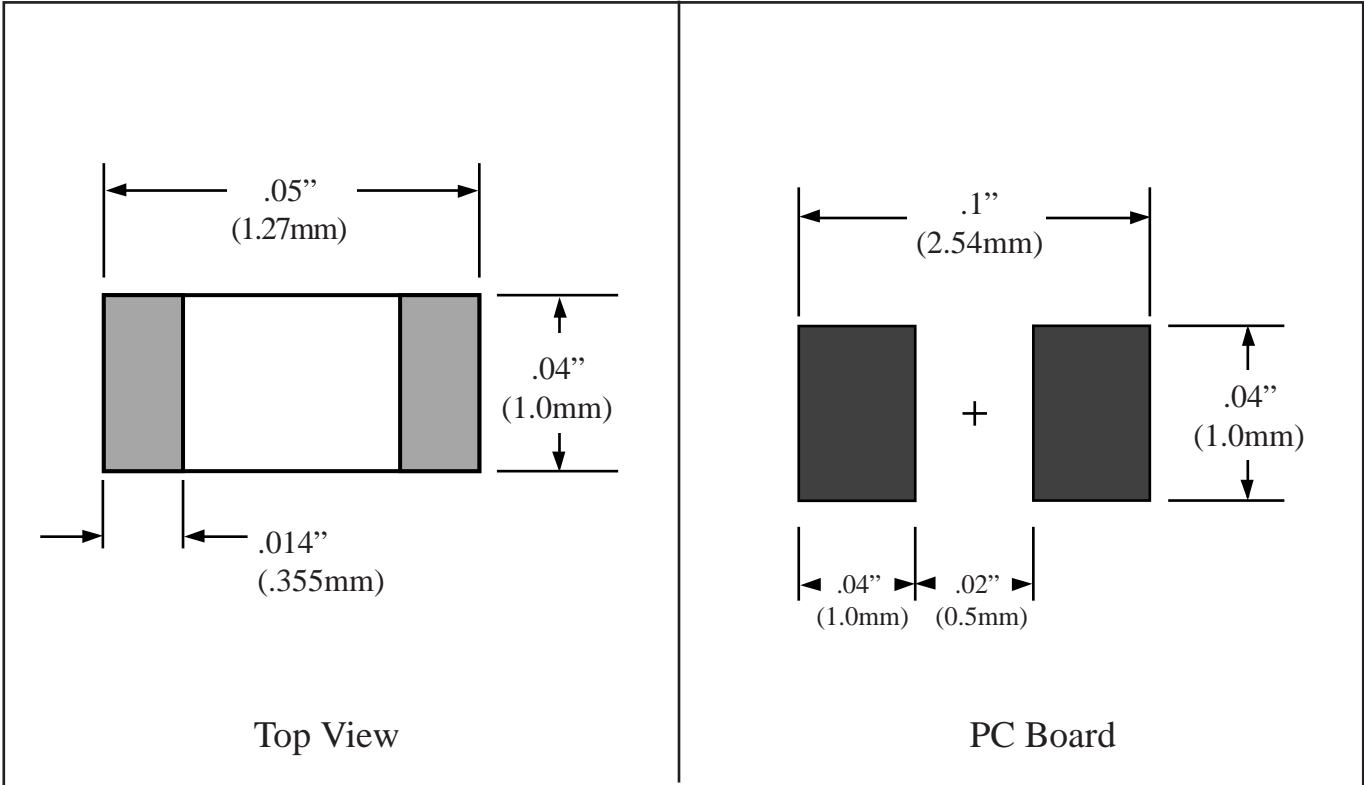 .05”
(1.27mm)
.04”
(1.0mm)
.014”
(.355mm)
Top View
.1”
(2.54mm)
+
.04”
(1.0mm)
.04”
(1.0mm)
.02”
(0.5mm)
PC Board